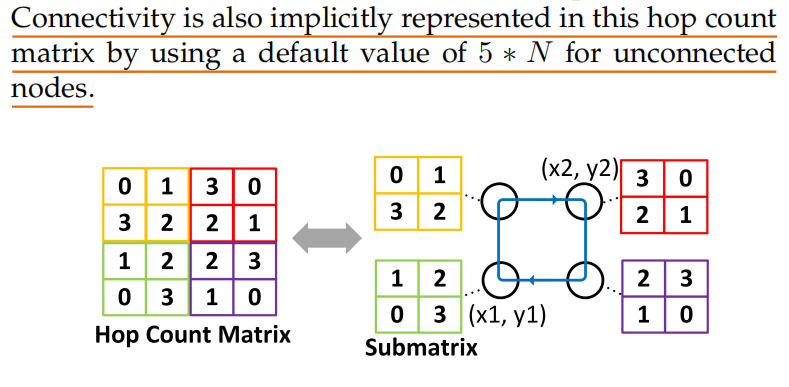 Connectivity is also implicitly represented in this hop count
matrix by using a default value of 5 ∗ N for unconnected
nodes.
0 1 3 0
3 2 2 1
1 2 2 3
0 3 1 0
Hop Count Matrix
0 1
3 2
(x2, y2)
3 0
2 1
1 2
0 3
(x1, y1)
2 3
1 0
Submatrix